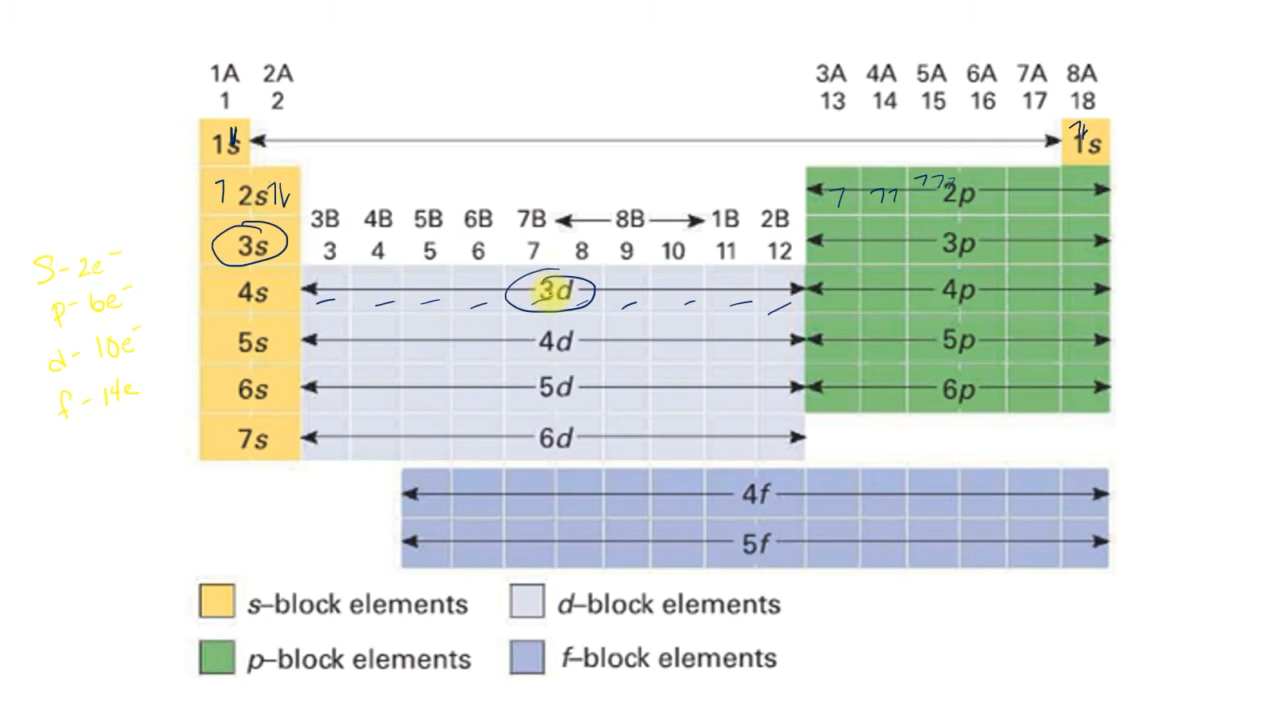 1A 2A 3A 4A 5A 6A 7A 8A
1 2 13 14 15 16 17 18
1s 1s
2s 2p
3B 4B 5B 6B 7B 8B 1B 2B
3s 3 4 5 6 7 8 9 10 11 12 3p
4s 3d 4p
5s 4d 5p
6s 5d 6p
7s 6d
4f
5f
S - 2e⁻
p - 6e⁻
d - 10e⁻
f - 14e
s–block elements d–block elements
p–block elements f–block elements